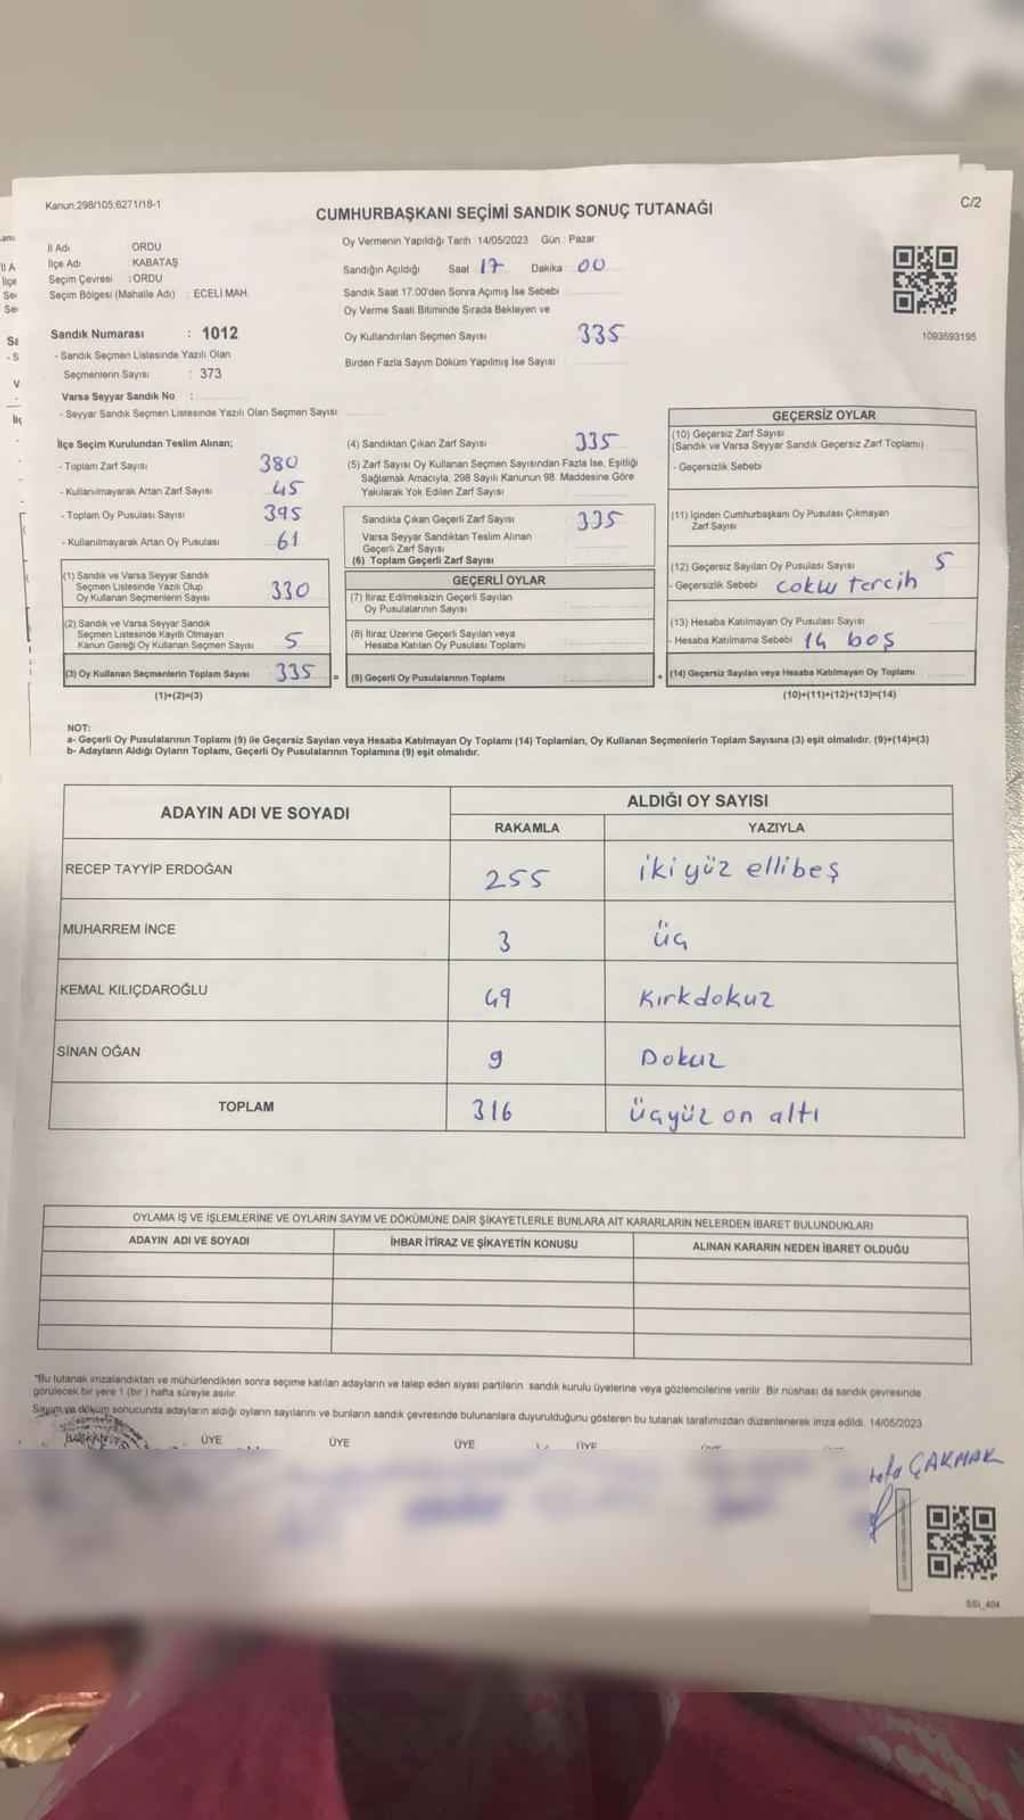 Kanun:298/105;6271/18-1
C/2
CUMHURBAŞKANI SEÇİMİ SANDIK SONUÇ TUTANAĞI
İl Adı ORDU
İlçe Adı KABATAŞ
Seçim Çevresi : ORDU
Seçim Bölgesi (Mahalle Adı) : ECELİ MAH.
Sandık Numarası : 1012
- Sandık Seçmen Listesinde Yazılı Olan
Seçmenlerin Sayısı : 373
Varsa Seyyar Sandık No :
- Seyyar Sandık Seçmen Listesinde Yazılı Olan Seçmen Sayısı
Oy Vermenin Yapıldığı Tarih: 14/05/2023 Gün : Pazar
Sandığın Açıldığı Saat 17 Dakika 00
Sandık Saat 17.00'den Sonra Açımış İse Sebebi
Oy Verme Saati Bitiminde Sırada Bekleyen ve
Oy Kullandırılan Seçmen Sayısı 335
Birden Fazla Sayım Döküm Yapılmış İse Sayısı
1093593195
İlçe Seçim Kurulundan Teslim Alınan;
- Toplam Zarf Sayısı 380
- Kullanılmayarak Artan Zarf Sayısı 45
- Toplam Oy Pusulası Sayısı 395
- Kullanılmayarak Artan Oy Pusulası 61
(1) Sandık ve Varsa Seyyar Sandık
Seçmen Listesinde Yazılı Olup
Oy Kullanan Seçmenlerin Sayısı 330
(2) Sandık ve Varsa Seyyar Sandık
Seçmen Listesinde Kayıtlı Olmayan
Kanun Gereği Oy Kullanan Seçmen Sayısı 5
(3) Oy Kullanan Seçmenlerin Toplam Sayısı 335
(1)+(2)=(3)
(4) Sandıktan Çıkan Zarf Sayısı 335
(5) Zarf Sayısı Oy Kullanan Seçmen Sayısından Fazla İse, Eşitliği
Sağlamak Amacıyla, 298 Sayılı Kanunun 98. Maddesine Göre
Yakılarak Yok Edilen Zarf Sayısı
Sandıkta Çıkan Geçerli Zarf Sayısı 335
Varsa Seyyar Sandıktan Teslim Alınan
Geçerli Zarf Sayısı
(6) Toplam Geçerli Zarf Sayısı
GEÇERLİ OYLAR
(7) İtiraz Edilmeksizin Geçerli Sayılan
Oy Pusulalarının Sayısı
(8) İtiraz Üzerine Geçerli Sayılan veya
Hesaba Katılan Oy Pusulası Toplamı
= (9) Geçerli Oy Pusulalarının Toplamı
GEÇERSİZ OYLAR
(10) Geçersiz Zarf Sayısı
(Sandık ve Varsa Seyyar Sandık Geçersiz Zarf Toplamı)
- Geçersizlik Sebebi
(11) İçinden Cumhurbaşkanı Oy Pusulası Çıkmayan
Zarf Sayısı
(12) Geçersiz Sayılan Oy Pusulası Sayısı 5
- Geçersizlik Sebebi coklu tercih
(13) Hesaba Katılmayan Oy Pusulası Sayısı
- Hesaba Katılmama Sebebi 14 boş
+ (14) Geçersiz Sayılan veya Hesaba Katılmayan Oy Toplamı
(10)+(11)+(12)+(13)=(14)
NOT:
a- Geçerli Oy Pusulalarının Toplamı (9) ile Geçersiz Sayılan veya Hesaba Katılmayan Oy Toplamı (14) Toplamları, Oy Kullanan Seçmenlerin Toplam Sayısına (3) eşit olmalıdır. (9)+(14)=(3)
b- Adayların Aldığı Oyların Toplamı, Geçerli Oy Pusulalarının Toplamına (9) eşit olmalıdır.
ADAYIN ADI VE SOYADI
ALDIĞI OY SAYISI
RAKAMLA YAZIYLA
RECEP TAYYİP ERDOĞAN 255 iki yüz ellibeş
MUHARREM İNCE 3 üç
KEMAL KILIÇDAROĞLU 49 Kırkdokuz
SİNAN OĞAN 9 Dokuz
TOPLAM 316 üçyüz on altı
OYLAMA İŞ VE İŞLEMLERİNE VE OYLARIN SAYIM VE DÖKÜMÜNE DAİR ŞİKAYETLERLE BUNLARA AİT KARARLARIN NELERDEN İBARET BULUNDUKLARI
ADAYIN ADI VE SOYADI İHBAR İTİRAZ VE ŞİKAYETİN KONUSU ALINAN KARARIN NEDEN İBARET OLDUĞU
*Bu tutanak imzalandıktan ve mühürlendikten sonra seçime katılan adayların ve talep eden siyasi partilerin sandık kurulu üyelerine veya gözlemcilerine verilir. Bir nüshası da sandık çevresinde
görülecek bir yere 1 (bir) hafta süreyle asılır.
Sayım ve döküm sonucunda adayların aldığı oyların sayılarını ve bunların sandık çevresinde bulunanlara duyurulduğunu gösteren bu tutanak tarafımızdan düzenlenerek imza edildi. 14/05/2023
BAŞKAN ÜYE ÜYE ÜYE ÜYE
ÇAKMAK